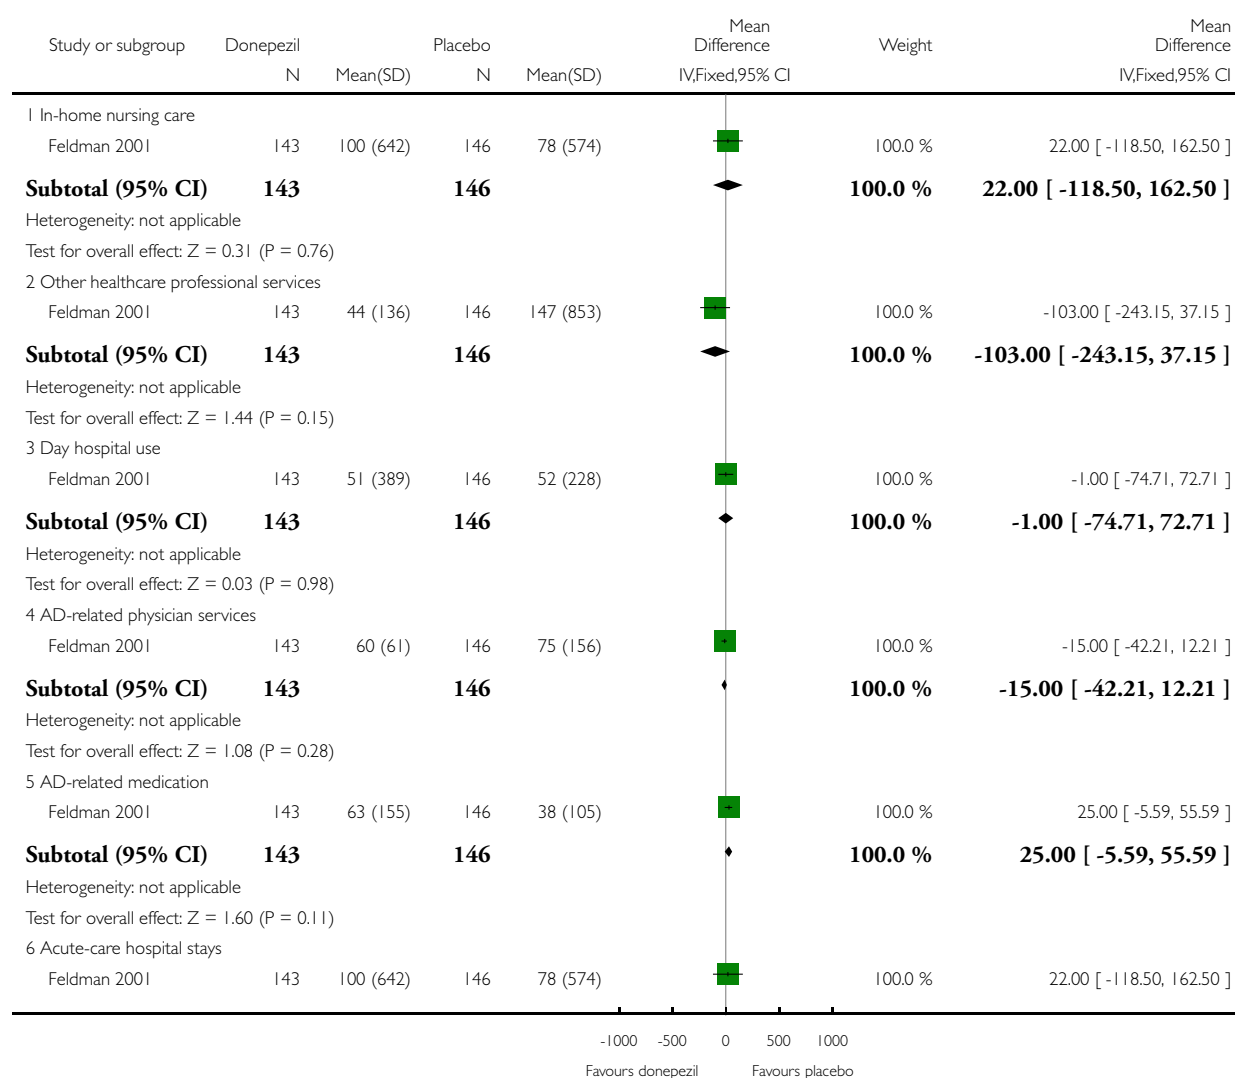 Study or subgroup Donepezil Placebo Mean Difference Weight Mean Difference
N Mean(SD) N Mean(SD) IV,Fixed,95% CI IV,Fixed,95% CI
1 In-home nursing care
Feldman 2001 143 100 (642) 146 78 (574) 100.0 % 22.00 [ -118.50, 162.50 ]
Subtotal (95% CI) 143 146 100.0 % 22.00 [ -118.50, 162.50 ]
Heterogeneity: not applicable
Test for overall effect: Z = 0.31 (P = 0.76)
2 Other healthcare professional services
Feldman 2001 143 44 (136) 146 147 (853) 100.0 % -103.00 [ -243.15, 37.15 ]
Subtotal (95% CI) 143 146 100.0 % -103.00 [ -243.15, 37.15 ]
Heterogeneity: not applicable
Test for overall effect: Z = 1.44 (P = 0.15)
3 Day hospital use
Feldman 2001 143 51 (389) 146 52 (228) 100.0 % -1.00 [ -74.71, 72.71 ]
Subtotal (95% CI) 143 146 100.0 % -1.00 [ -74.71, 72.71 ]
Heterogeneity: not applicable
Test for overall effect: Z = 0.03 (P = 0.98)
4 AD-related physician services
Feldman 2001 143 60 (61) 146 75 (156) 100.0 % -15.00 [ -42.21, 12.21 ]
Subtotal (95% CI) 143 146 100.0 % -15.00 [ -42.21, 12.21 ]
Heterogeneity: not applicable
Test for overall effect: Z = 1.08 (P = 0.28)
5 AD-related medication
Feldman 2001 143 63 (155) 146 38 (105) 100.0 % 25.00 [ -5.59, 55.59 ]
Subtotal (95% CI) 143 146 100.0 % 25.00 [ -5.59, 55.59 ]
Heterogeneity: not applicable
Test for overall effect: Z = 1.60 (P = 0.11)
6 Acute-care hospital stays
Feldman 2001 143 100 (642) 146 78 (574) 100.0 % 22.00 [ -118.50, 162.50 ]
-1000 -500 0 500 1000
Favours donepezil Favours placebo